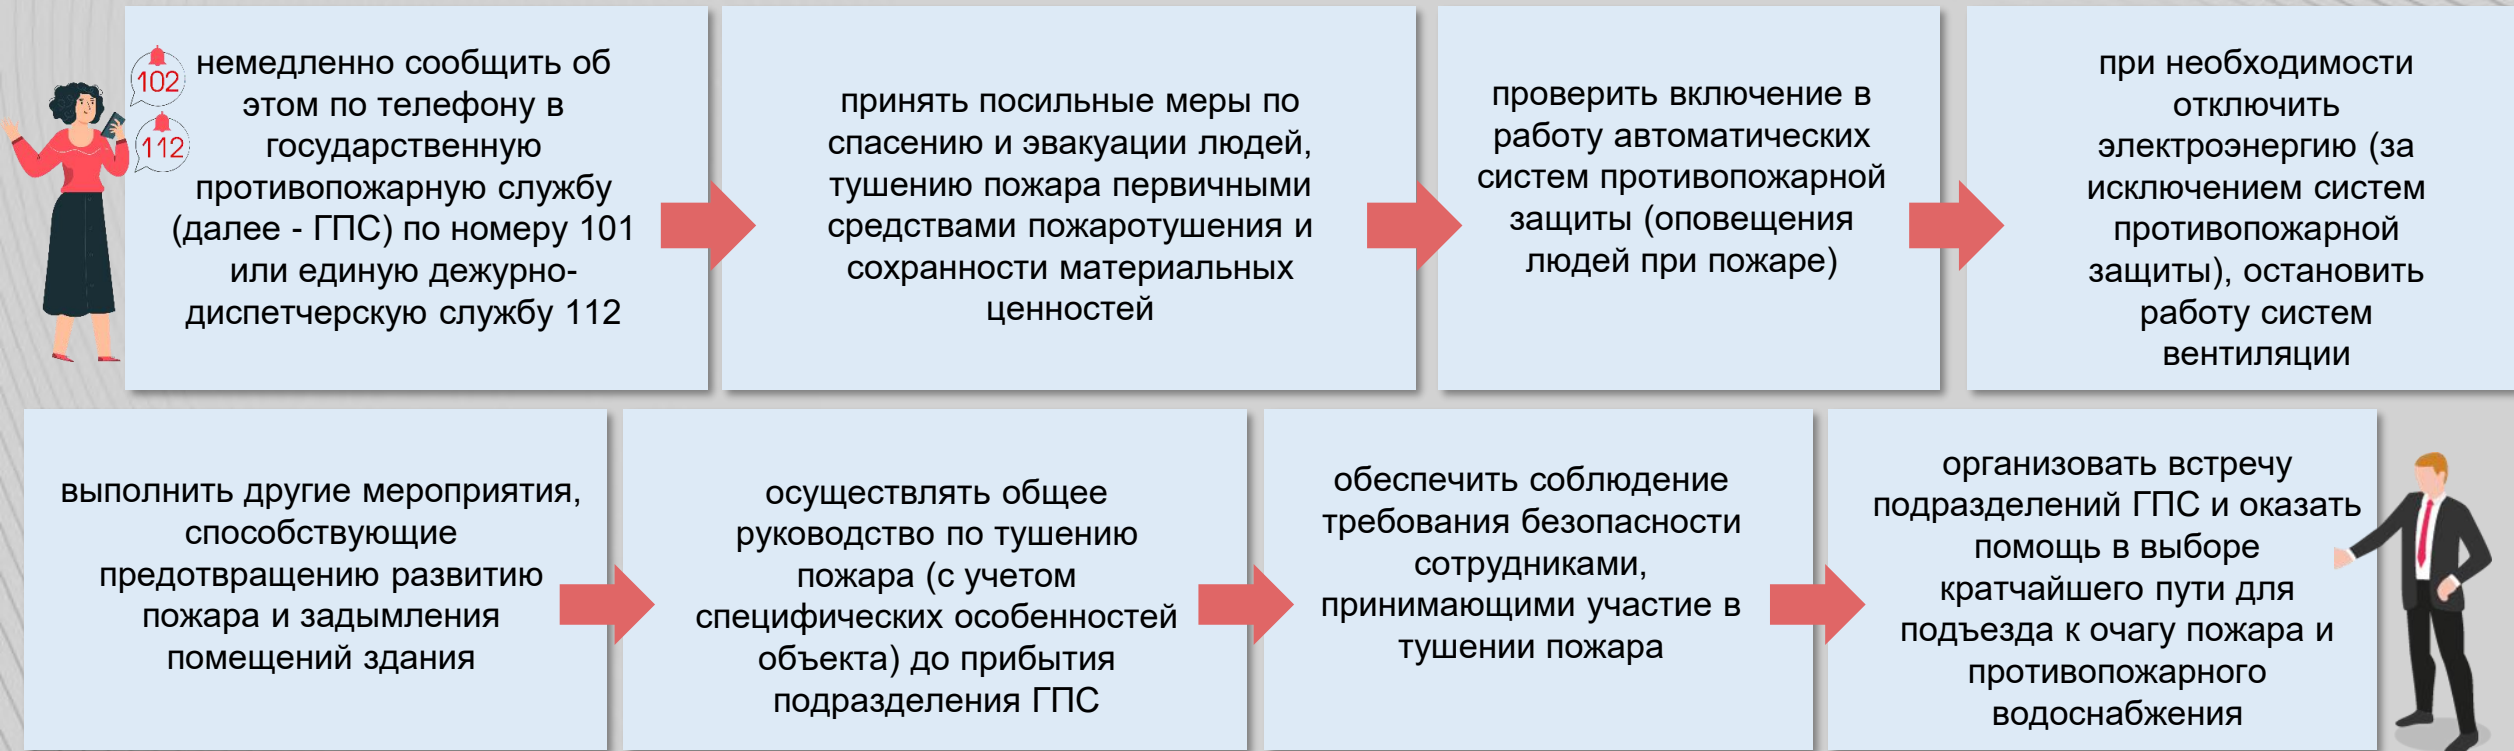 102
112
немедленно сообщить об
этом по телефону в
государственную
противопожарную службу
(далее - ГПС) по номеру 101
или единую дежурно-
диспетчерскую службу 112
принять посильные меры по
спасению и эвакуации людей,
тушению пожара первичными
средствами пожаротушения и
сохранности материальных
ценностей
проверить включение в
работу автоматических
систем противопожарной
защиты (оповещения
людей при пожаре)
при необходимости
отключить
электроэнергию (за
исключением систем
противопожарной
защиты), остановить
работу систем
вентиляции
выполнить другие мероприятия,
способствующие
предотвращению развитию
пожара и задымления
помещений здания
осуществлять общее
руководство по тушению
пожара (с учетом
специфических особенностей
объекта) до прибытия
подразделения ГПС
обеспечить соблюдение
требования безопасности
сотрудниками,
принимающими участие в
тушении пожара
организовать встречу
подразделений ГПС и оказать
помощь в выборе
кратчайшего пути для
подъезда к очагу пожара и
противопожарного
водоснабжения